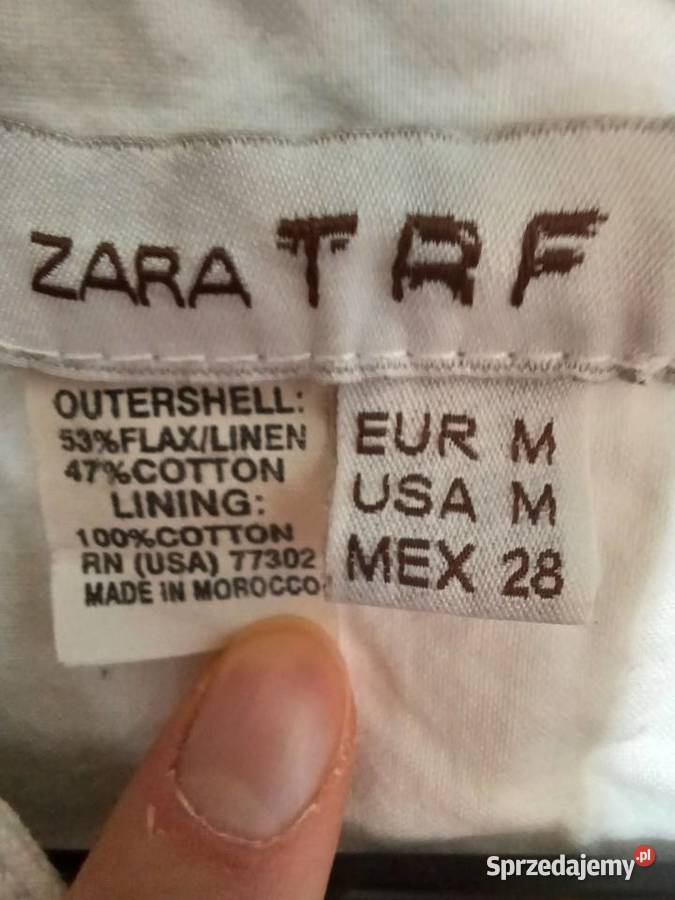 ZARA TRF
OUTERSHELL:
53%FLAX/LINEN
47%COTTON
LINING:
100%COTTON
RN (USA) 77302
MADE IN MOROCCO
EUR M
USA M
MEX 28
Sprzedajemy.pl